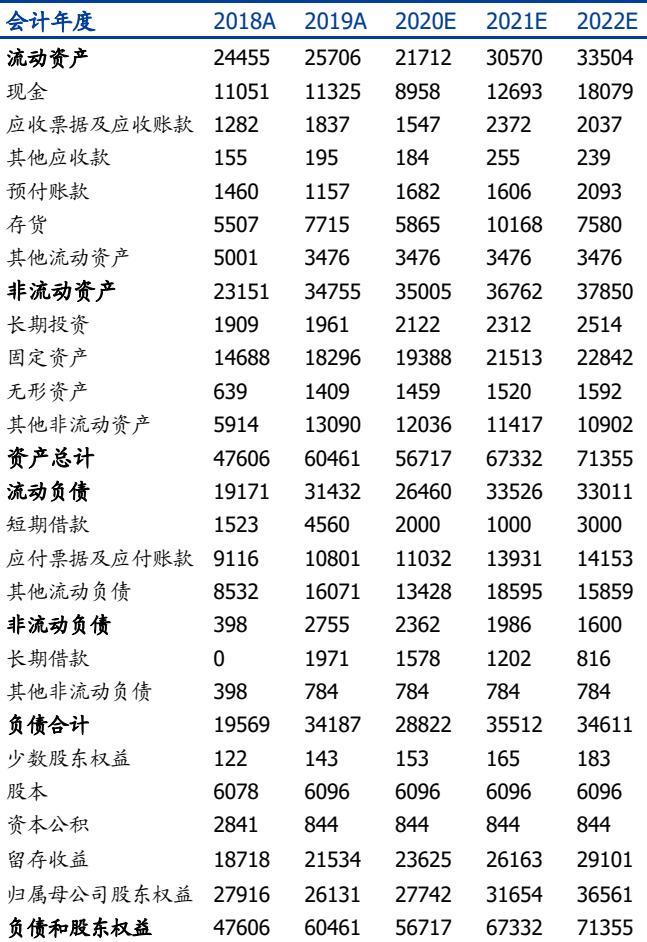 会计年度 2018A 2019A 2020E 2021E 2022E
流动资产 24455 25706 21712 30570 33504
现金 11051 11325 8958 12693 18079
应收票据及应收账款 1282 1837 1547 2372 2037
其他应收款 155 195 184 255 239
预付账款 1460 1157 1682 1606 2093
存货 5507 7715 5865 10168 7580
其他流动资产 5001 3476 3476 3476 3476
非流动资产 23151 34755 35005 36762 37850
长期投资 1909 1961 2122 2312 2514
固定资产 14688 18296 19388 21513 22842
无形资产 639 1409 1459 1520 1592
其他非流动资产 5914 13090 12036 11417 10902
资产总计 47606 60461 56717 67332 71355
流动负债 19171 31432 26460 33526 33011
短期借款 1523 4560 2000 1000 3000
应付票据及应付账款 9116 10801 11032 13931 14153
其他流动负债 8532 16071 13428 18595 15859
非流动负债 398 2755 2362 1986 1600
长期借款 0 1971 1578 1202 816
其他非流动负债 398 784 784 784 784
负债合计 19569 34187 28822 35512 34611
少数股东权益 122 143 153 165 183
股本 6078 6096 6096 6096 6096
资本公积 2841 844 844 844 844
留存收益 18718 21534 23625 26163 29101
归属母公司股东权益 27916 26131 27742 31654 36561
负债和股东权益 47606 60461 56717 67332 71355